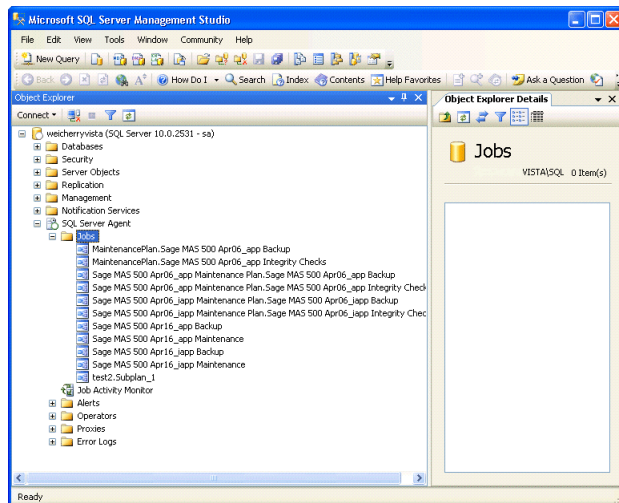 Microsoft SQL Server Management Studio
File Edit View Tools Window Community Help
New Query
Back How Do I Search Index Contents Help Favorites Ask a Question
Object Explorer
Object Explorer Details
Connect
weicherryvista (SQL Server 10.0.2531 - sa)
Databases
Security
Server Objects
Replication
Management
Notification Services
SQL Server Agent
Jobs
MaintenancePlan.Sage MAS 500 Apr06_app Backup
MaintenancePlan.Sage MAS 500 Apr06_app Integrity Checks
Sage MAS 500 Apr06_app Maintenance Plan.Sage MAS 500 Apr06_app Backup
Sage MAS 500 Apr06_app Maintenance Plan.Sage MAS 500 Apr06_app Integrity Check
Sage MAS 500 Apr06_iapp Maintenance Plan.Sage MAS 500 Apr06_iapp Backup
Sage MAS 500 Apr06_iapp Maintenance Plan.Sage MAS 500 Apr06_iapp Integrity Chec
Sage MAS 500 Apr16_app Backup
Sage MAS 500 Apr16_app Maintenance
Sage MAS 500 Apr16_iapp Backup
Sage MAS 500 Apr16_iapp Maintenance
test2.Subplan_1
Job Activity Monitor
Alerts
Operators
Proxies
Error Logs
Jobs
VISTA\SQL 0 Item(s)
Ready